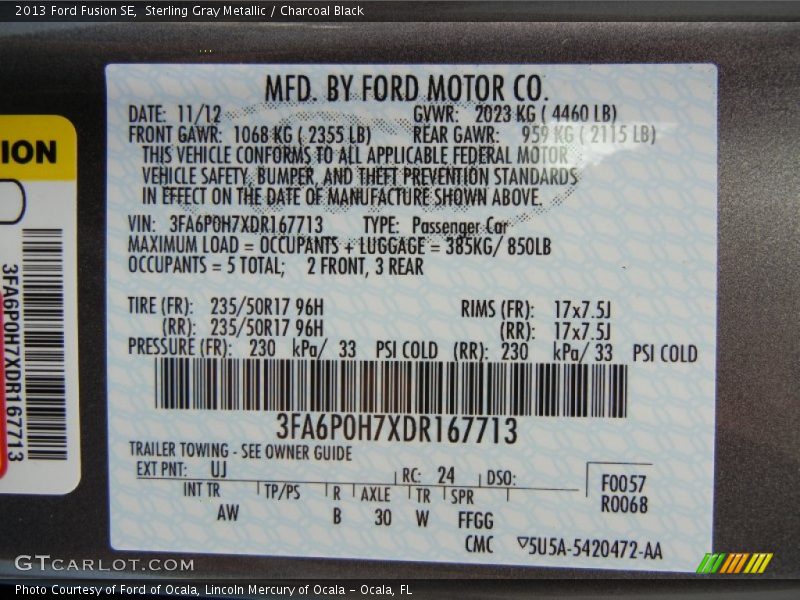 2013 Ford Fusion SE, Sterling Gray Metallic / Charcoal Black
MFD. BY FORD MOTOR CO.
DATE: 11/12 GVWR: 2023 KG ( 4460 LB)
FRONT GAWR: 1068 KG ( 2355 LB) REAR GAWR: 959 KG ( 2115 LB)
THIS VEHICLE CONFORMS TO ALL APPLICABLE FEDERAL MOTOR
VEHICLE SAFETY, BUMPER, AND THEFT PREVENTION STANDARDS
IN EFFECT ON THE DATE OF MANUFACTURE SHOWN ABOVE.
VIN: 3FA6P0H7XDR167713 TYPE: Passenger Car
MAXIMUM LOAD = OCCUPANTS + LUGGAGE = 385KG/ 850LB
OCCUPANTS = 5 TOTAL; 2 FRONT, 3 REAR
TIRE (FR): 235/50R17 96H RIMS (FR): 17x7.5J
(RR): 235/50R17 96H (RR): 17x7.5J
PRESSURE (FR): 230 kPa/ 33 PSI COLD (RR): 230 kPa/ 33 PSI COLD
3FA6P0H7XDR167713
TRAILER TOWING - SEE OWNER GUIDE
EXT PNT: UJ RC: 24 DSO:
F0057
R0068
INT TR TP/PS R AXLE TR SPR
AW B 30 W FFGG
CMC 5U5A-5420472-AA
ION
3FA6P0H7XDR167713
GTCARLOT.COM
Photo Courtesy of Ford of Ocala, Lincoln Mercury of Ocala - Ocala, FL